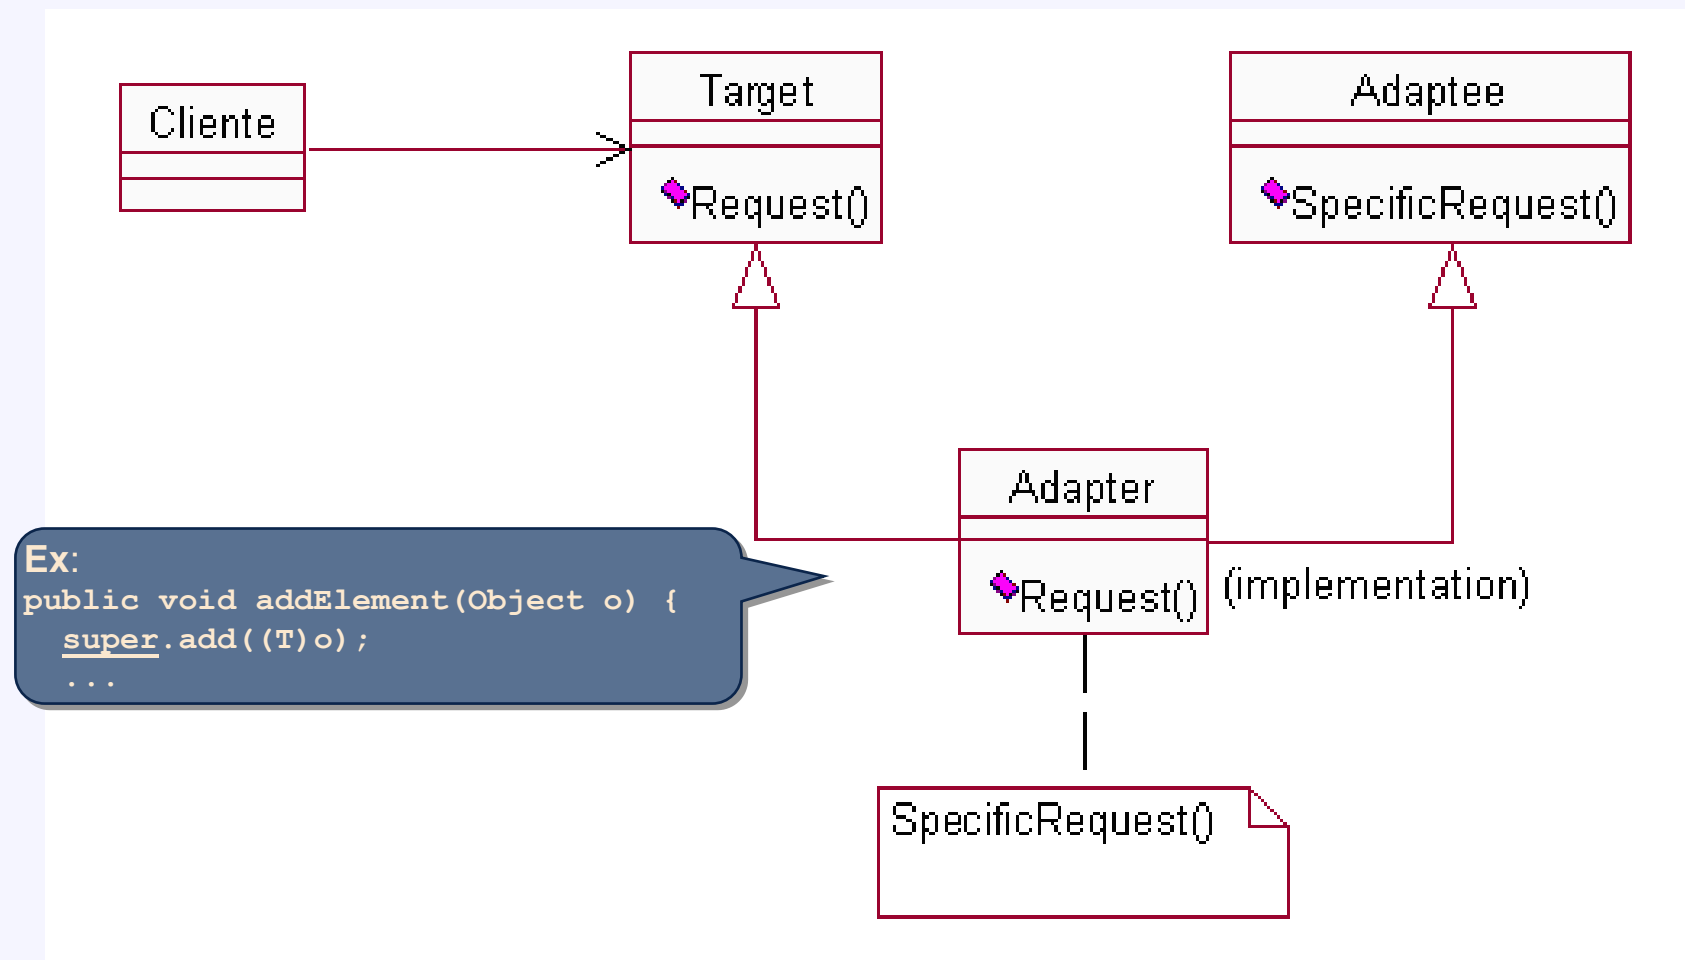 Cliente
Target
Request()
Adaptee
SpecificRequest()
Adapter
Request()
(implementation)
Ex:
public void addElement(Object o) {
super.add((T)o);
...
SpecificRequest()